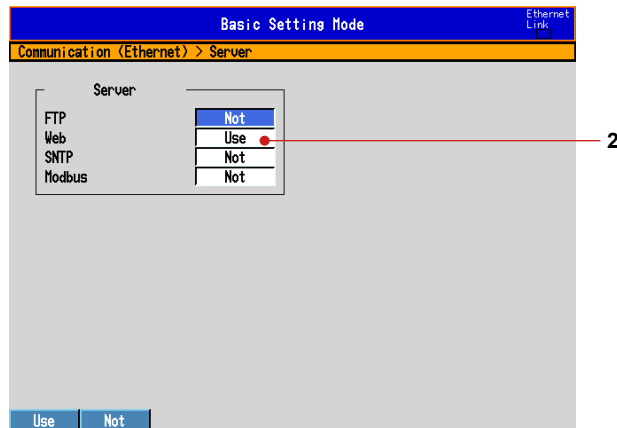 Basic Setting Mode
Ethernet
Link
Communication (Ethernet) > Server
Server
FTP Not
Web Use
SNTP Not
Modbus Not
2
Use Not